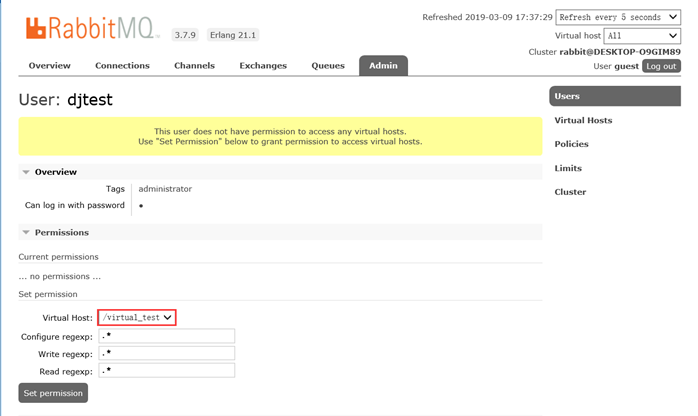 Refreshed 2019-03-09 17:37:29 Refresh every 5 seconds
RabbitMQ TM 3.7.9 Erlang 21.1
Virtual host All
Cluster rabbit@DESKTOP-O9GIM89
User guest Log out
Overview Connections Channels Exchanges Queues Admin
User: djtest
This user does not have permission to access any virtual hosts.
Use "Set Permission" below to grant permission to access virtual hosts.
Overview
Tags administrator
Can log in with password •
Permissions
Current permissions
... no permissions ...
Set permission
Virtual Host: /virtual_test
Configure regexp: .*
Write regexp: .*
Read regexp: .*
Set permission
Users
Virtual Hosts
Policies
Limits
Cluster